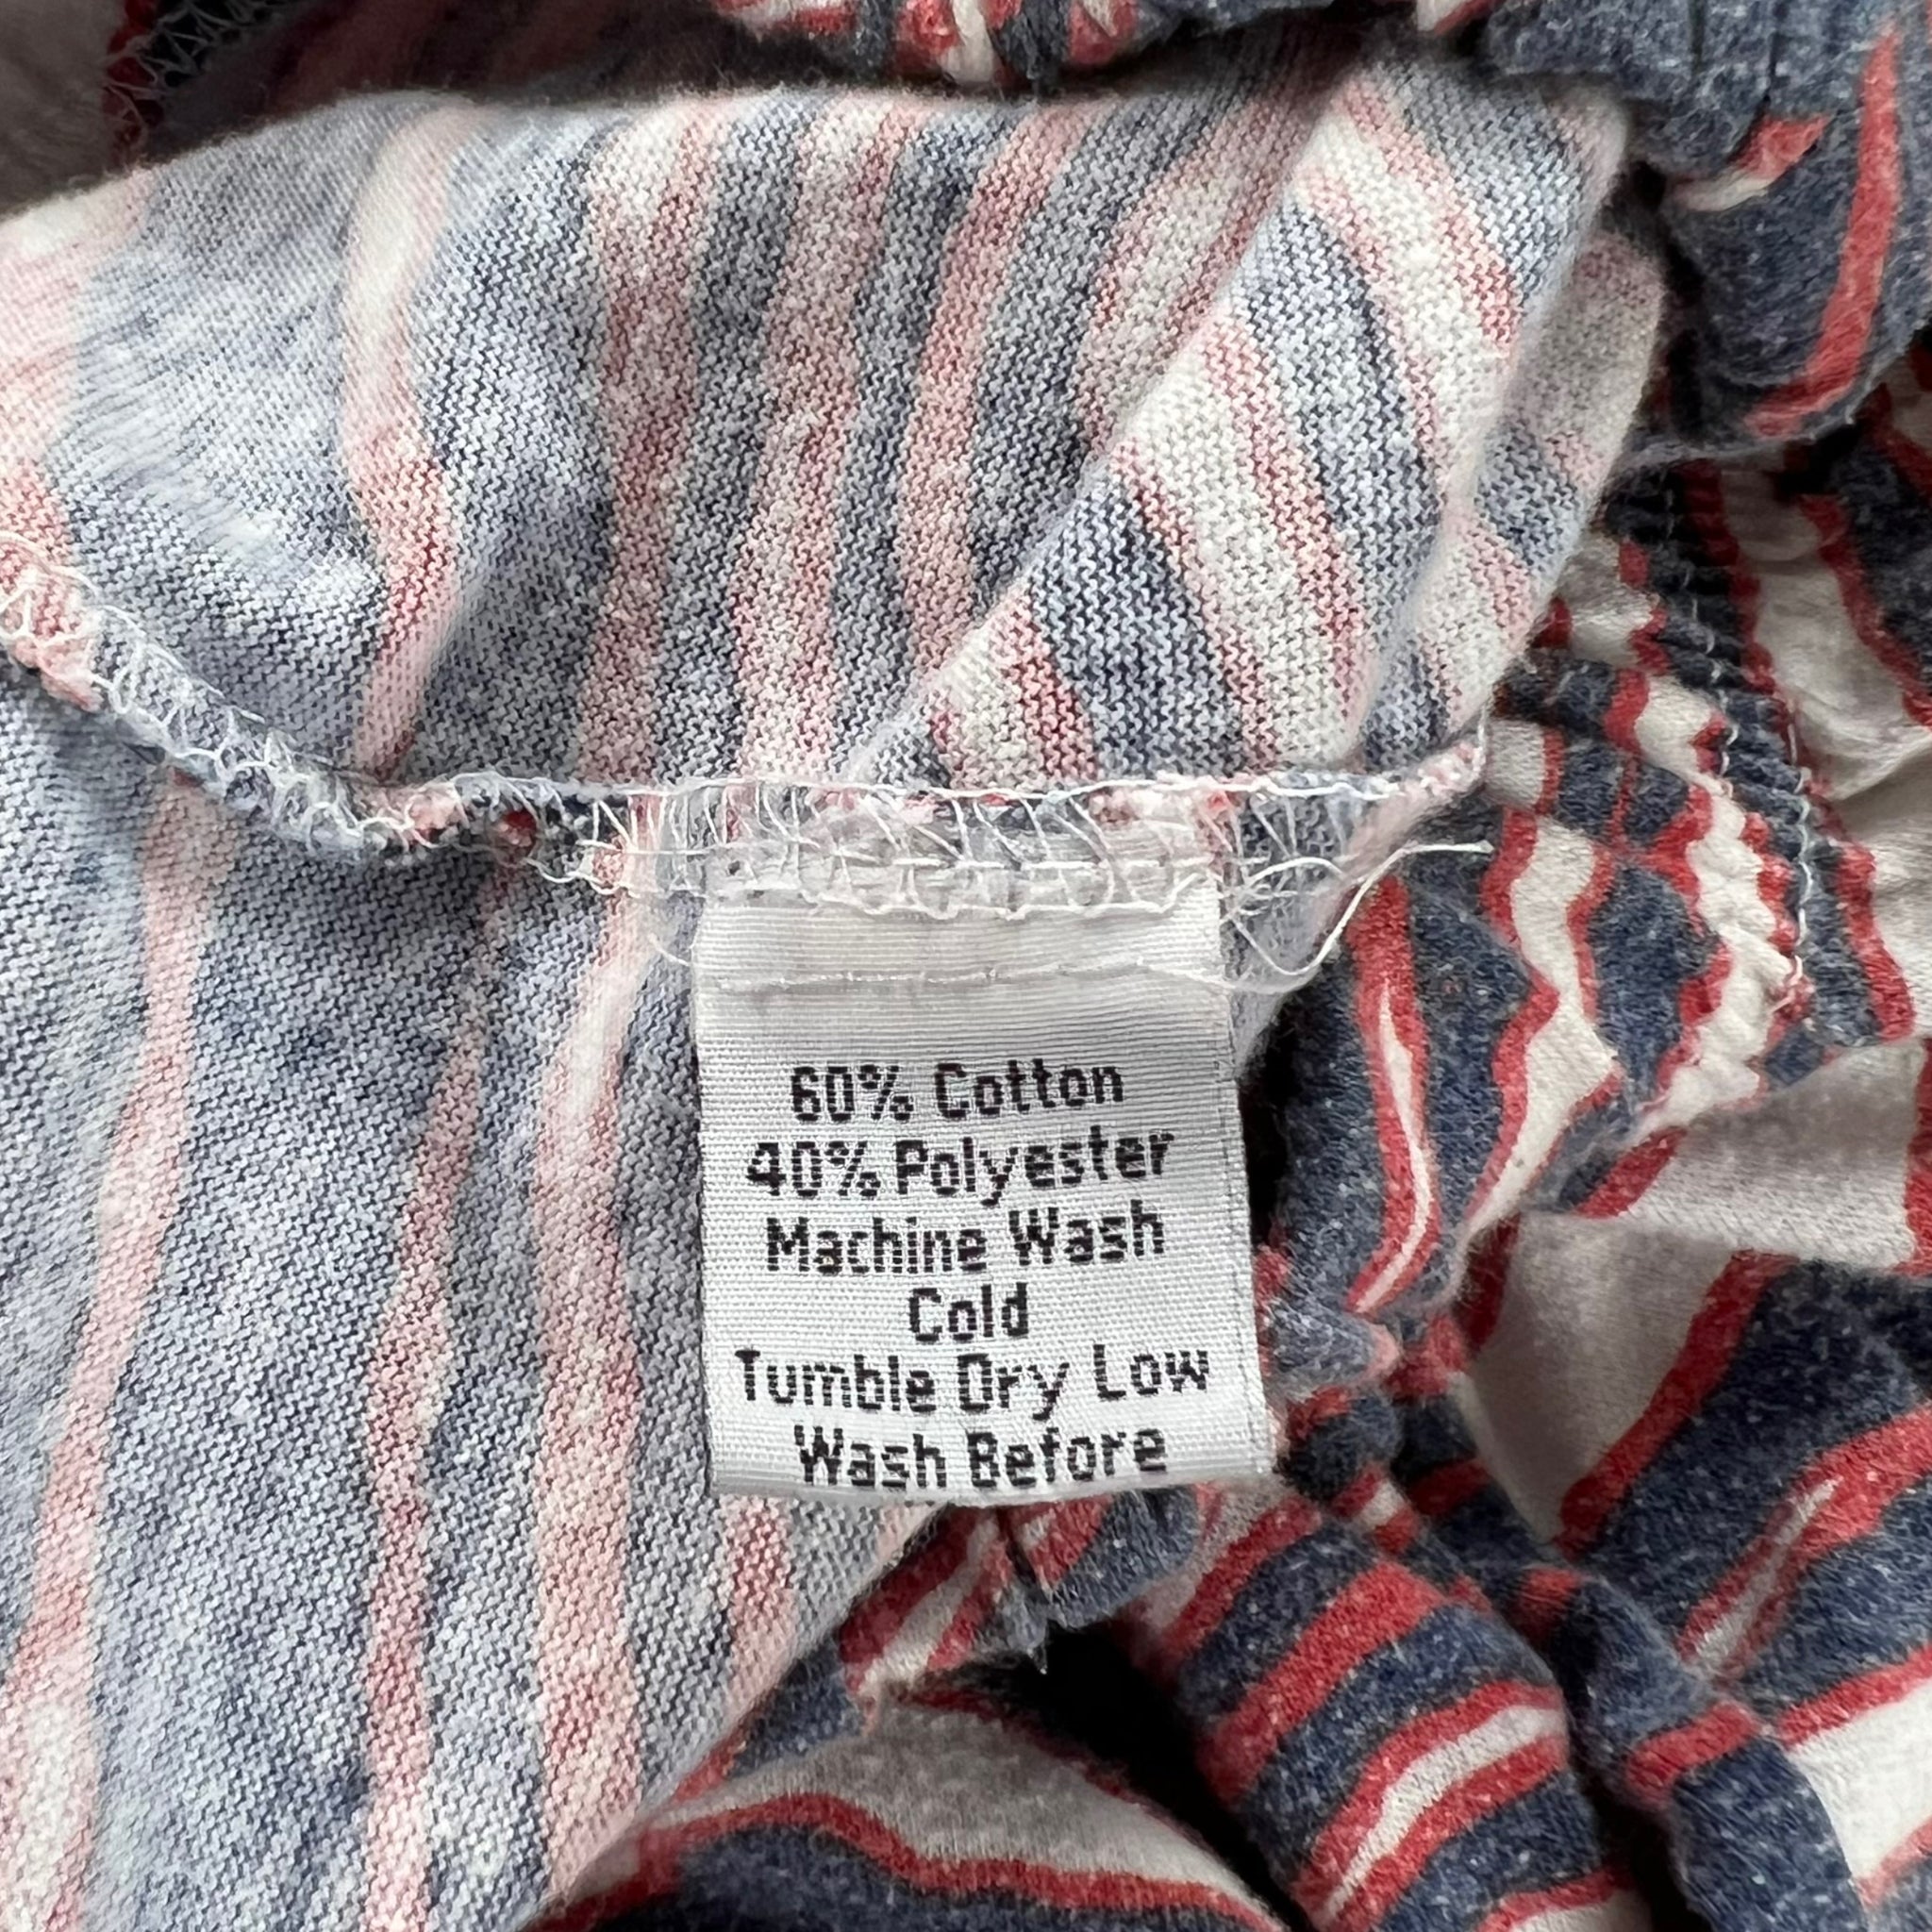 60% Cotton
40% Polyester
Machine Wash
Cold
Tumble Dry Low
Wash Before